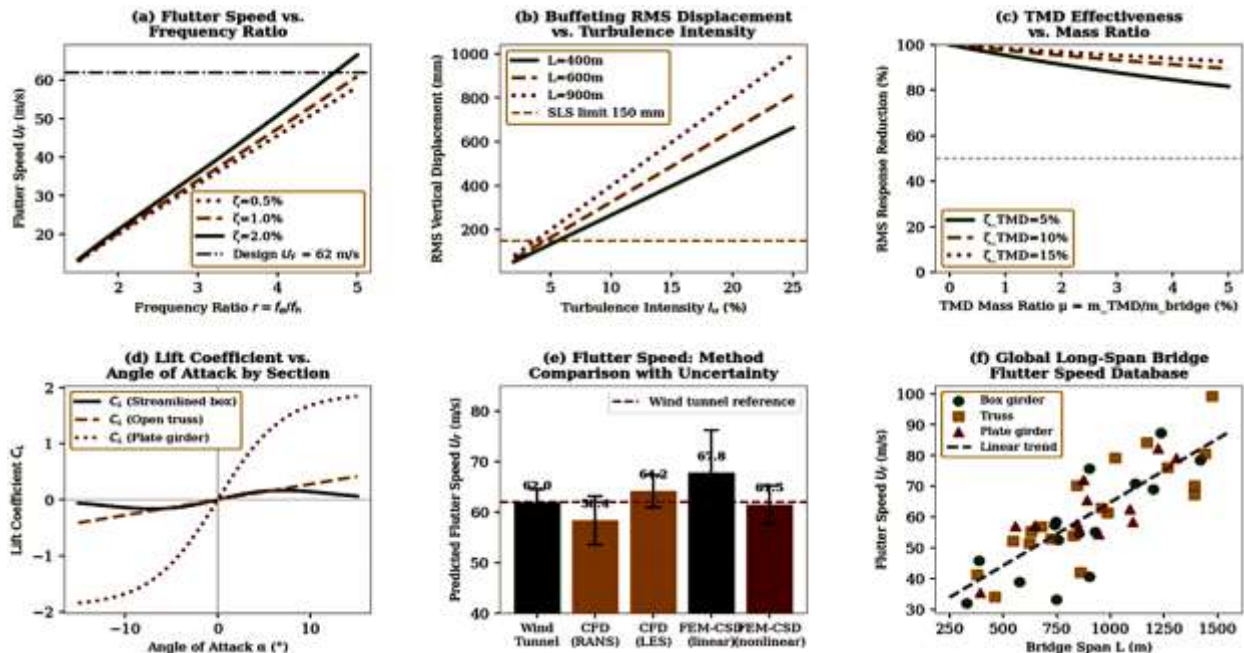 (a) Flutter Speed vs.
Frequency Ratio
Flutter Speed U_F (m/s)
60
50
40
30
20
ζ=0.5%
ζ=1.0%
ζ=2.0%
Design U_F = 62 m/s
2
3
4
5
Frequency Ratio r = f_α/f_h
(b) Buffeting RMS Displacement
vs. Turbulence Intensity
RMS Vertical Displacement (mm)
1000
800
600
400
200
L=400m
L=600m
L=900m
SLS limit 150 mm
5
10
15
20
25
Turbulence Intensity I_u (%)
(c) TMD Effectiveness
vs. Mass Ratio
RMS Response Reduction (%)
100
80
60
40
20
0
ζ_TMD=5%
ζ_TMD=10%
ζ_TMD=15%
0
1
2
3
4
5
TMD Mass Ratio μ = m_TMD/m_bridge (%)
(d) Lift Coefficient vs.
Angle of Attack by Section
Lift Coefficient C_L
2
1
0
−1
−2
C_L (Streamlined box)
C_L (Open truss)
C_L (Plate girder)
−10
0
10
Angle of Attack α (°)
(e) Flutter Speed: Method
Comparison with Uncertainty
Predicted Flutter Speed U_F (m/s)
80
70
60
50
40
Wind tunnel reference
62.0
64.2
67.8
Wind
Tunnel
CFD
(RANS)
CFD
(LES)
FEM-CSD
(linear)
FEM-CSD
(nonlinear)
(f) Global Long-Span Bridge
Flutter Speed Database
Flutter Speed U_F (m/s)
100
90
80
70
60
50
40
30
Box girder
Truss
Plate girder
Linear trend
250
500
750
1000
1250
1500
Bridge Span L (m)